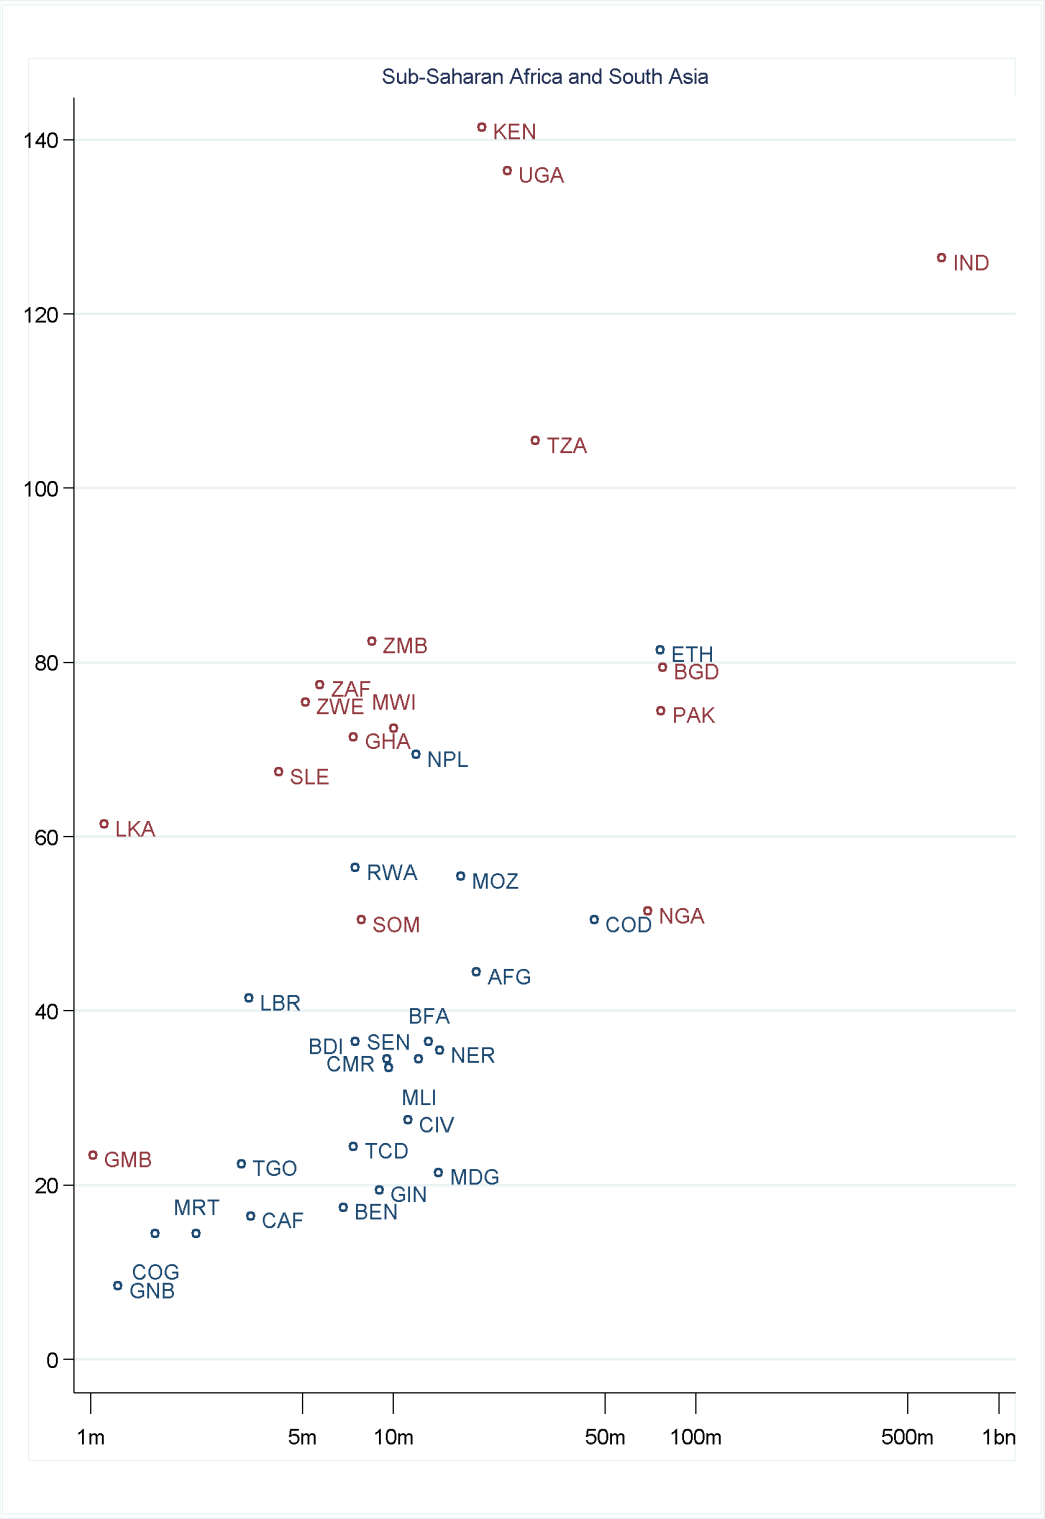 Sub-Saharan Africa and South Asia
140
KEN
UGA
IND
120
TZA
100
ZMB
ETH
80
BGD
ZAF
MWI
ZWE
PAK
GHA
NPL
SLE
LKA
60
RWA
MOZ
NGA
SOM
COD
AFG
LBR
40
BFA
BDI
SEN
NER
CMR
MLI
CIV
TCD
GMB
TGO
MDG
20
GIN
MRT
BEN
CAF
COG
GNB
0
1m
5m
10m
50m
100m
500m
1bn